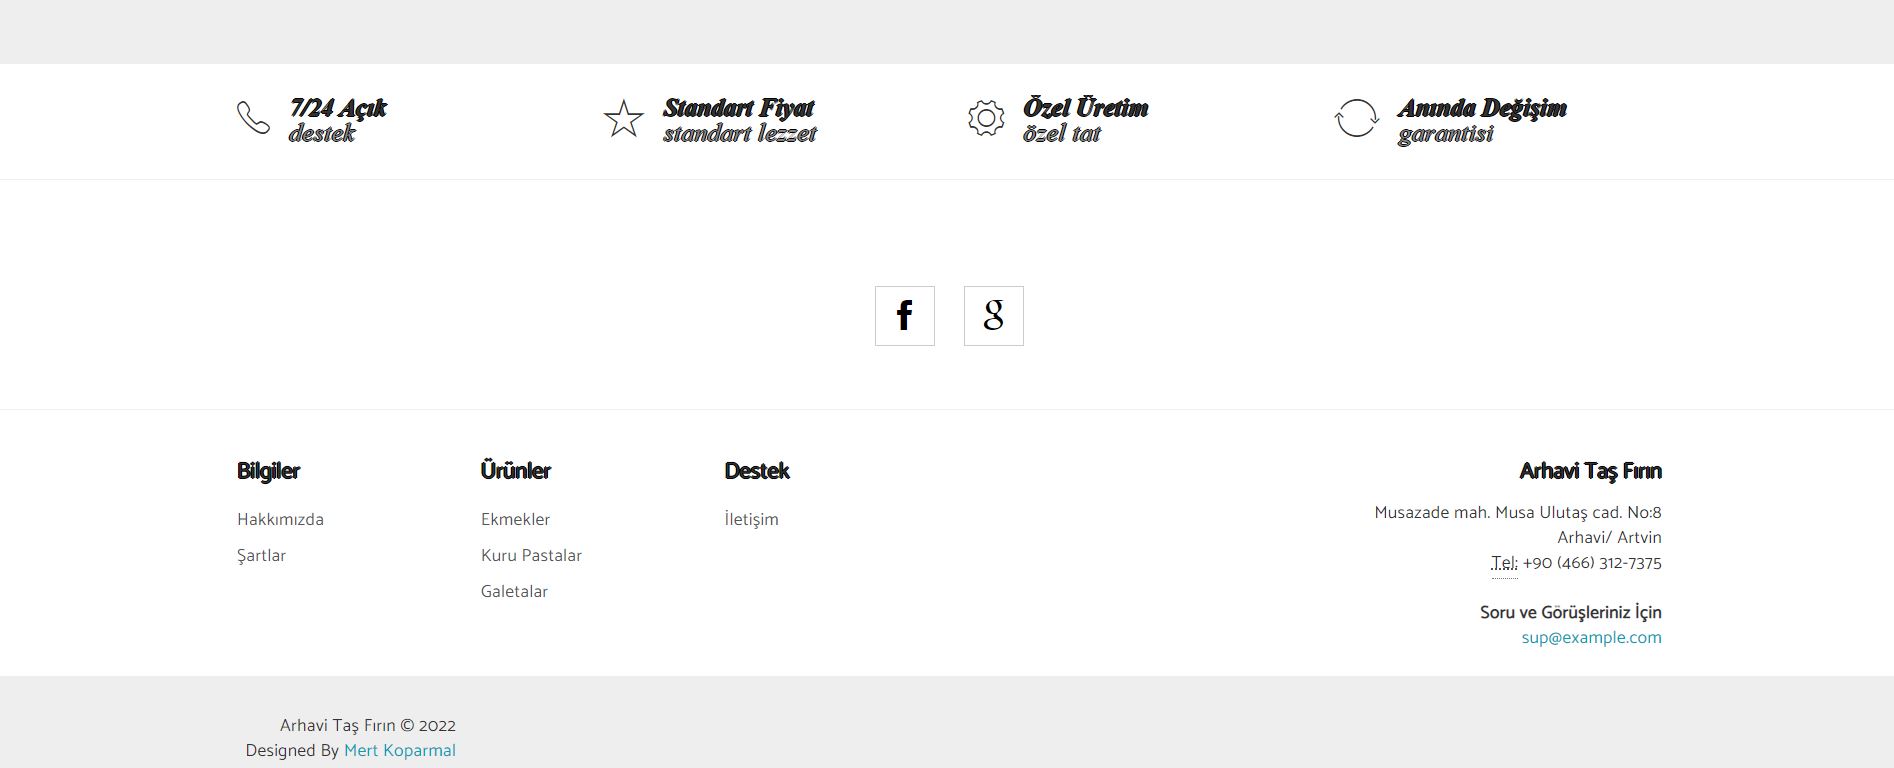 7/24 Açık
destek
Standart Fiyat
standart lezzet
Özel Üretim
özel tat
Anında Değişim
garantisi
f
g
Bilgiler
Hakkımızda
Şartlar
Ürünler
Ekmekler
Kuru Pastalar
Galetalar
Destek
İletişim
Arhavi Taş Fırın
Musazade mah. Musa Ulutaş cad. No:8
Arhavi/ Artvin
Tel: +90 (466) 312-7375
Soru ve Görüşleriniz İçin
sup@example.com
Arhavi Taş Fırın © 2022
Designed By Mert Koparmal